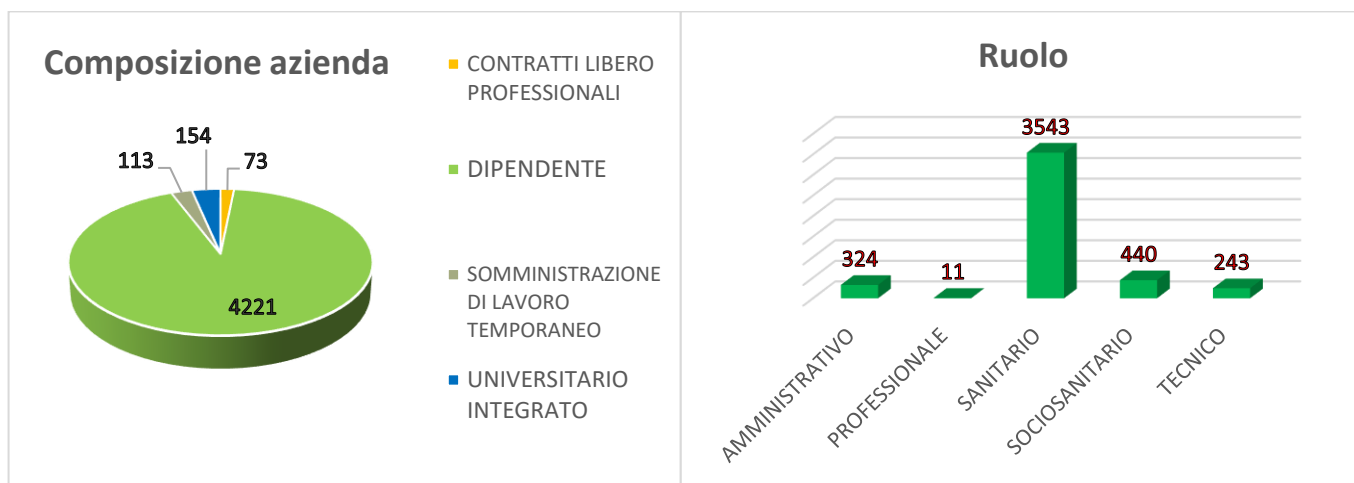 Composizione azienda
154
113
73
4221
CONTRATTI LIBERO
PROFESSIONALI
DIPENDENTE
SOMMINISTRAZIONE
DI LAVORO
TEMPORANEO
UNIVERSITARIO
INTEGRATO
Ruolo
324
11
3543
440
243
AMMINISTRATIVO
PROFESSIONALE
SANITARIO
SOCIOSANITARIO
TECNICO